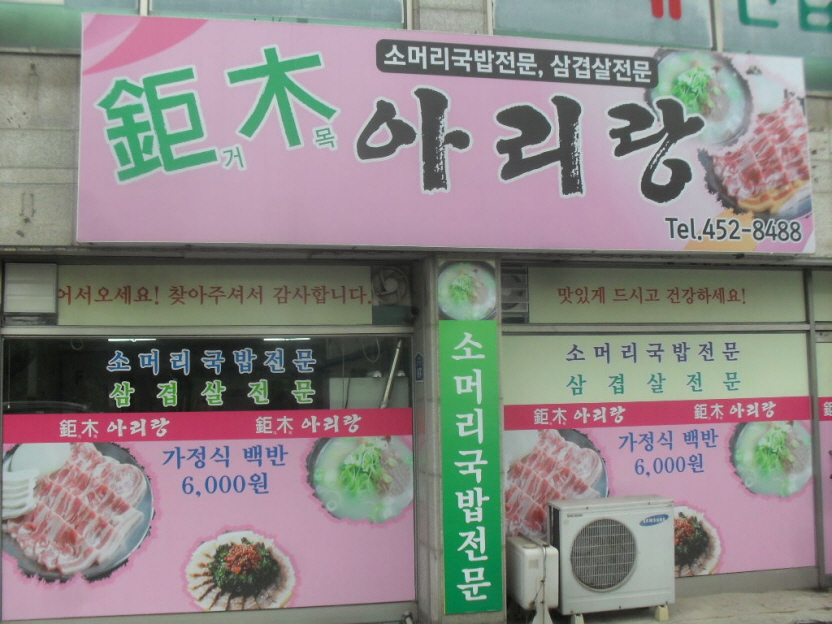 소머리국밥전문, 삼겹살전문
鉅木 아리랑
거 목
Tel.452-8488
어서오세요! 찾아주셔서 감사합니다.
맛있게 드시고 건강하세요!
소머리국밥전문
삼겹살전문
鉅木 아리랑 鉅木 아리랑
가정식 백반
6,000원
소머리국밥전문
소머리국밥전문
삼겹살전문
鉅木 아리랑 鉅木 아리랑
가정식 백반
6,000원
SAMSUNG